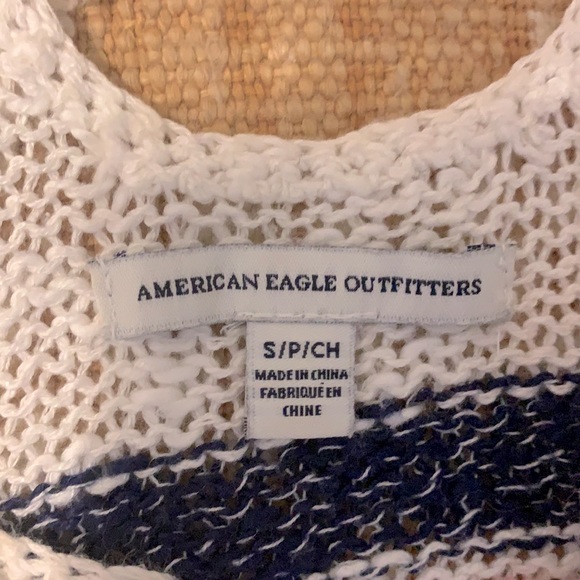 AMERICAN EAGLE OUTFITTERS
S/P/CH
MADE IN CHINA
FABRIQUÉ EN
CHINE